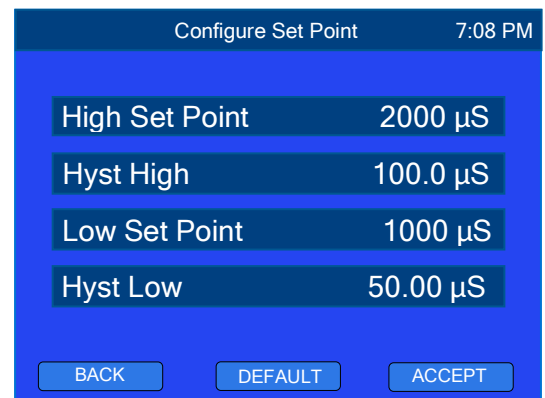 Configure Set Point 7:08 PM
High Set Point 2000 µS
Hyst High 100.0 µS
Low Set Point 1000 µS
Hyst Low 50.00 µS
BACK DEFAULT ACCEPT